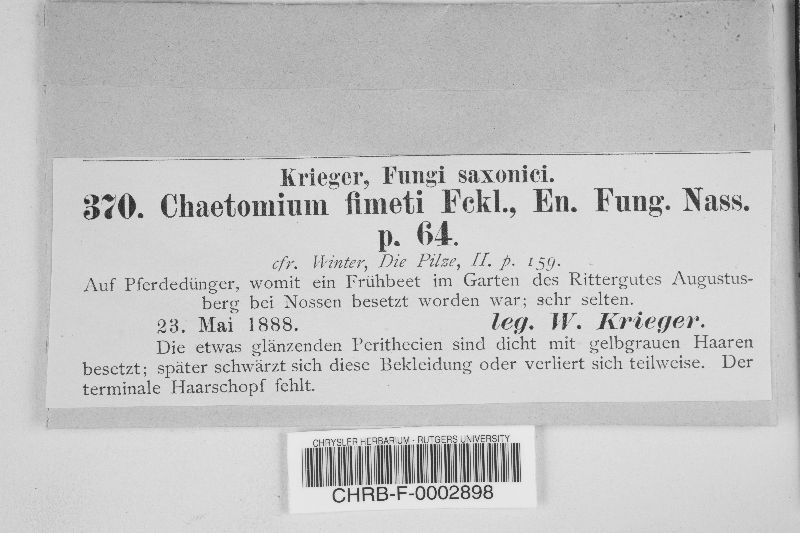 Krieger, Fungi saxonici.
370. Chaetomium fimeti Fckl., En. Fung. Nass.
p. 64.
cfr. Winter, Die Pilze, II. p. 159.
Auf Pferdedünger, womit ein Frühbeet im Garten des Rittergutes Augustus-
berg bei Nossen besetzt worden war; sehr selten.
23. Mai 1888. leg. W. Krieger.
Die etwas glänzenden Perithecien sind dicht mit gelbgrauen Haaren
besetzt; später schwärzt sich diese Bekleidung oder verliert sich teilweise. Der
terminale Haarschopf fehlt.
CHRYSLER HERBARIUM - RUTGERS UNIVERSITY
CHRB-F-0002898